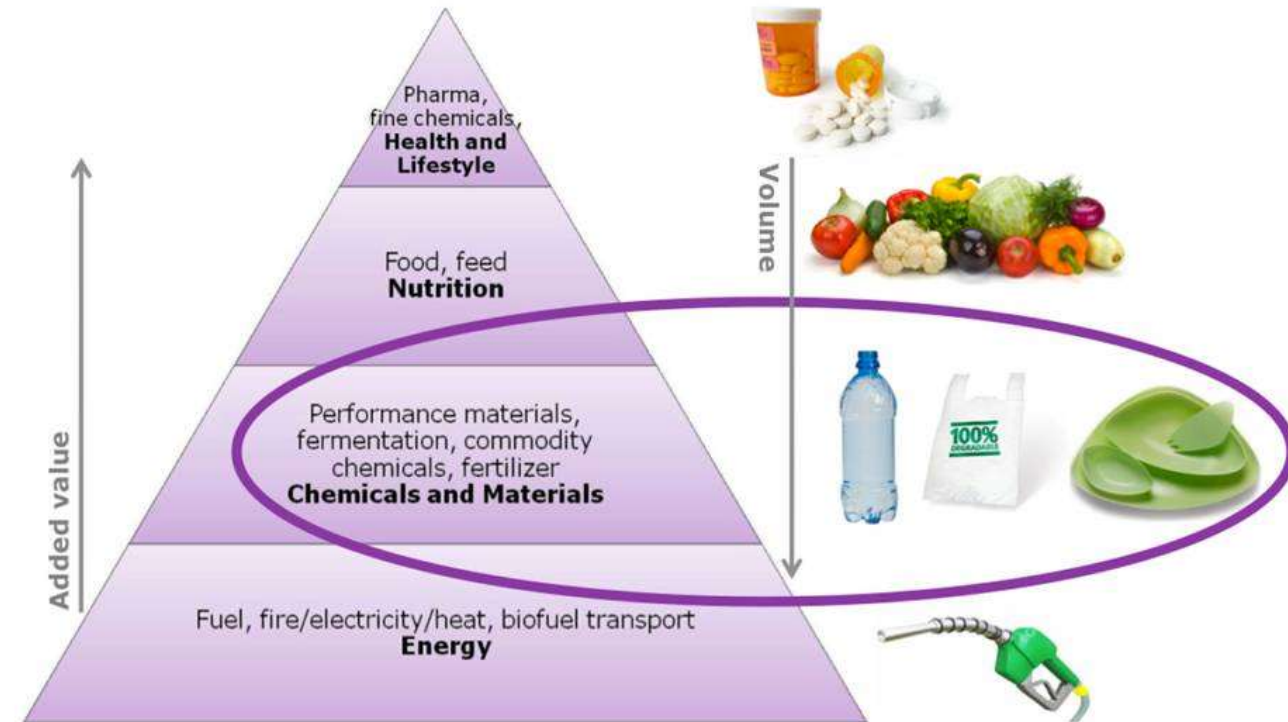 Pharma,
fine chemicals,
Health and
Lifestyle
Food, feed
Nutrition
Performance materials,
fermentation, commodity
chemicals, fertilizer
Chemicals and Materials
Fuel, fire/electricity/heat, biofuel transport
Energy
Added value
Volume
100%
DEGRADABLE